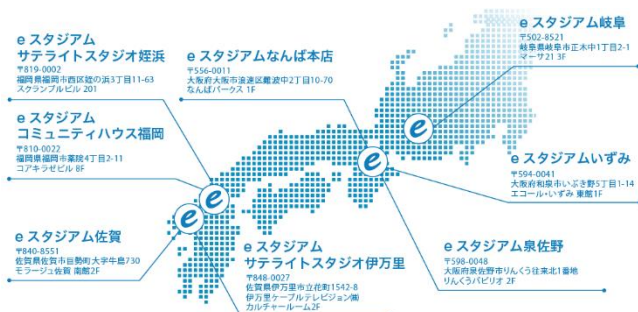 e スタジアム
サテライトスタジオ姪浜
〒819-0002
福岡県福岡市西区姪の浜3丁目11-63
スクランブルビル 201
e スタジアム
コミュニティハウス福岡
〒810-0022
福岡県福岡市薬院4丁目2-11
コアキラゼビル 8F
e スタジアム佐賀
〒840-8551
佐賀県佐賀市巨勢町大字牛島730
モラージュ佐賀 南館2F
e スタジアムなんば本店
〒556-0011
大阪府大阪市浪速区難波中2丁目10-70
なんばパークス 1F
e スタジアム
サテライトスタジオ伊万里
〒848-0027
佐賀県伊万里市立花町1542-8
伊万里ケーブルテレビジョン㈱
カルチャールーム2F
e スタジアム岐阜
〒502-8521
岐阜県岐阜市正木中1丁目2-1
マーサ21 3F
e スタジアムいずみ
〒594-0041
大阪府和泉市いぶき野5丁目1-14
エコール・いずみ 東館1F
e スタジアム泉佐野
〒598-0048
大阪府泉佐野市りんくう往来北1番地
りんくうパピリオ 2F
e
e
e
e